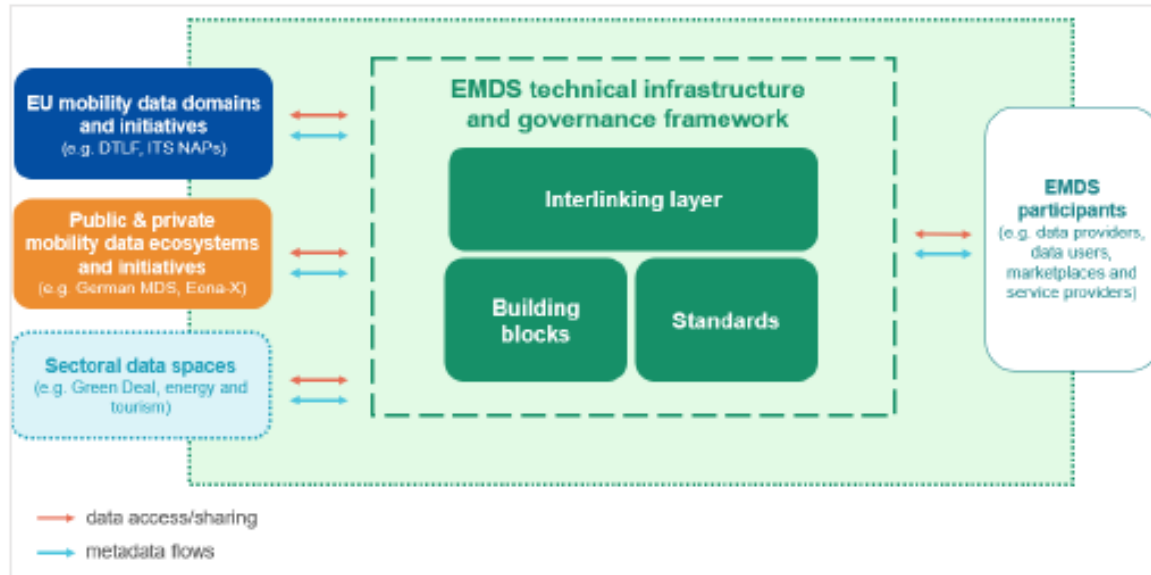 EU mobility data domains
and initiatives
(e.g. DTLF, ITS NAPs)
Public & private
mobility data ecosystems
and initiatives
(e.g. German MDS, Eona-X)
Sectoral data spaces
(e.g. Green Deal, energy and
tourism)
EMDS technical infrastructure
and governance framework
Interlinking layer
Building
blocks
Standards
EMDS
participants
(e.g. data providers,
data users,
marketplaces and
service providers)
data access/sharing
metadata flows